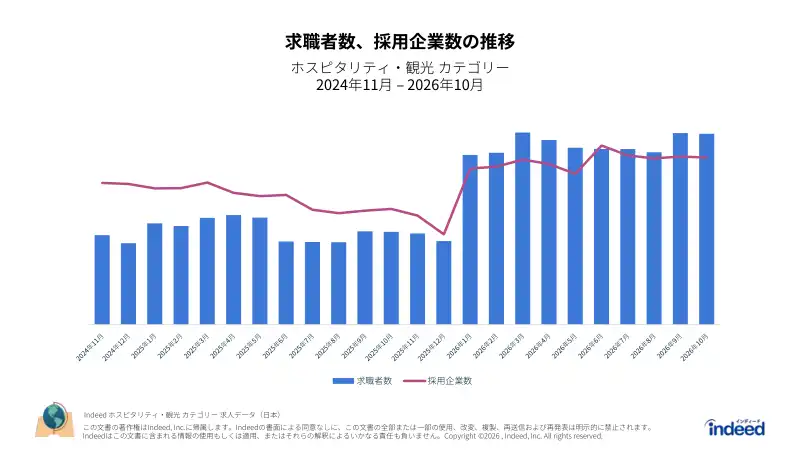 求職者数、採用企業数の推移
ホスピタリティ・観光 カテゴリー
2024年11月 – 2026年10月
2024年11月
2024年12月
2025年1月
2025年2月
2025年3月
2025年4月
2025年5月
2025年6月
2025年7月
2025年8月
2025年9月
2025年10月
2025年11月
2025年12月
2026年1月
2026年2月
2026年3月
2026年4月
2026年5月
2026年6月
2026年7月
2026年8月
2026年9月
2026年10月
求職者数 採用企業数
Indeed ホスピタリティ・観光 カテゴリー 求人データ（日本）
この文書の著作権はIndeed, Inc.に帰属します。Indeedの書面による同意なしに、この文書の全部または一部の使用、改変、複製、再送信および再発表は明示的に禁止されます。
Indeedはこの文書に含まれる情報の使用もしくは適用、またはそれらの解釈によるいかなる責任も負いません。Copyright ©2026 , Indeed, Inc. All rights reserved.
インディード
indeed